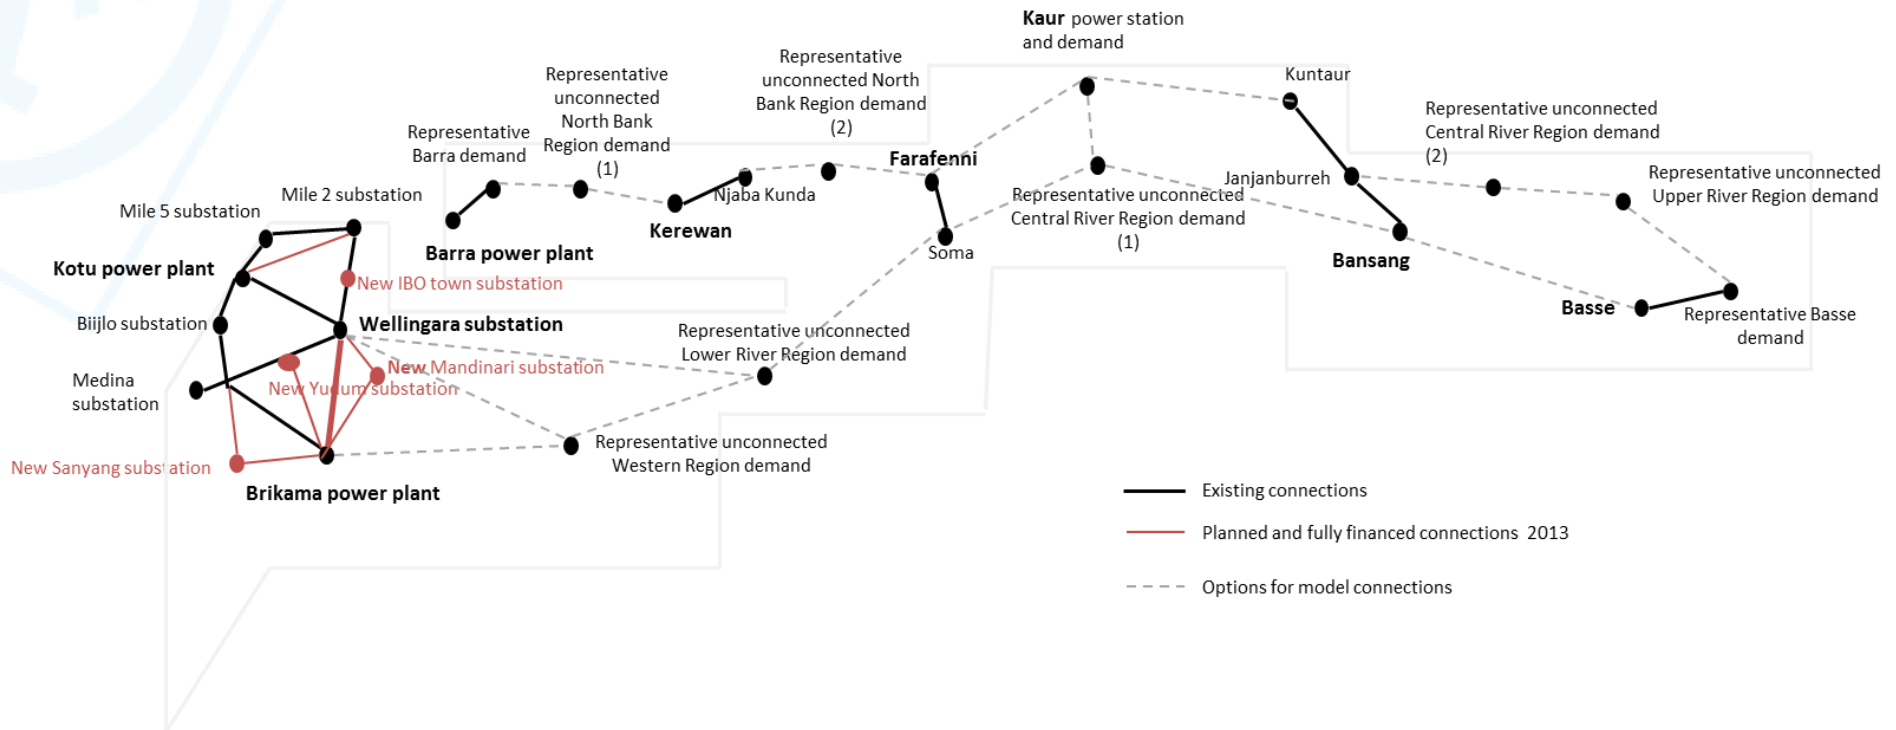 Kaur power station
and demand
Representative
unconnected North
Bank Region demand
(2)
Representative
unconnected
North Bank
Region demand
(1)
Kuntaur
Representative unconnected
Central River Region demand
(2)
Representative
Barra demand
Farafenni
Representative unconnected
Upper River Region demand
Mile 2 substation
Mile 5 substation
Njaba Kunda
Janjanburreh
Representative unconnected
Central River Region demand
(1)
Kerewan
Barra power plant
Soma
Bansang
Kotu power plant
New IBO town substation
Biijlo substation
Wellingara substation
Basse
Representative Basse
demand
Representative unconnected
Lower River Region demand
New Mandinari substation
New Yudum substation
Medina
substation
Representative unconnected
Western Region demand
New Sanyang substation
Brikama power plant
Existing connections
Planned and fully financed connections 2013
Options for model connections